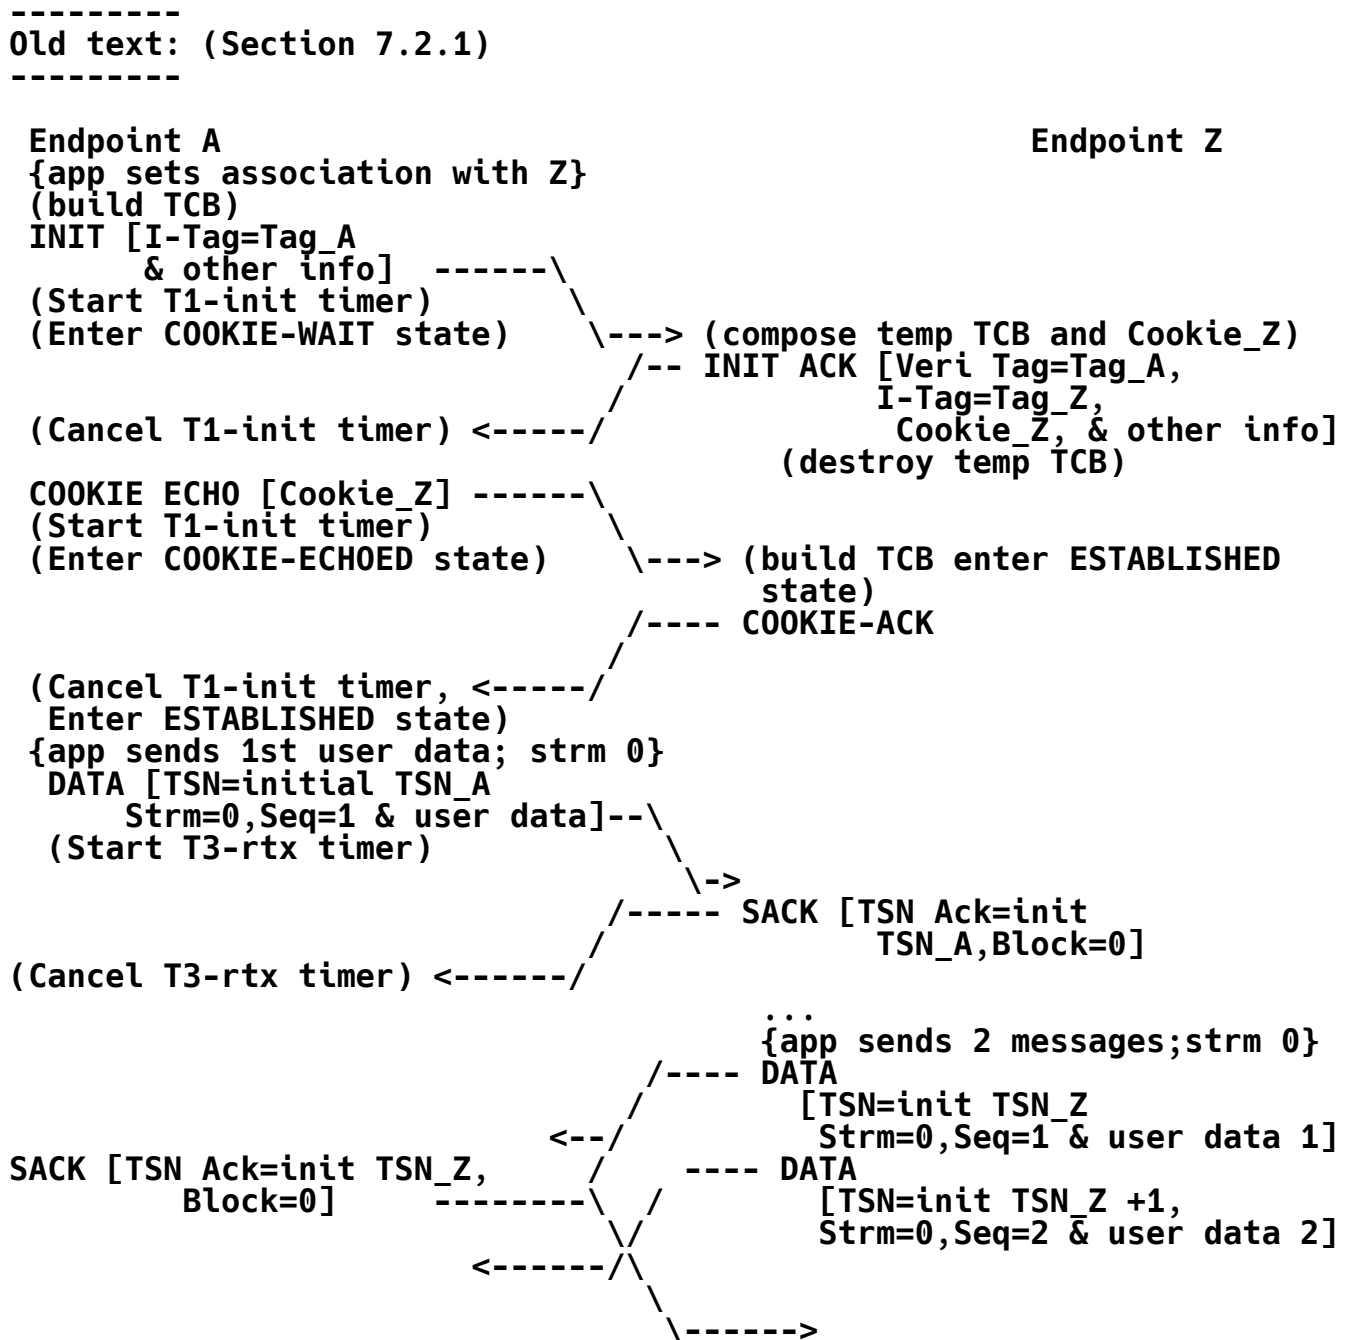 ---------
Old text: (Section 7.2.1)
---------

 Endpoint A                                          Endpoint Z
 {app sets association with Z}
 (build TCB)
 INIT [I-Tag=Tag_A
       & other info]  ------\
 (Start T1-init timer)       \
 (Enter COOKIE-WAIT state)    \---> (compose temp TCB and Cookie_Z)
                                /-- INIT ACK [Veri Tag=Tag_A,
                               /             I-Tag=Tag_Z,
 (Cancel T1-init timer) <-----/               Cookie_Z, & other info]
                                        (destroy temp TCB)
 COOKIE ECHO [Cookie_Z] ------\
 (Start T1-init timer)         \
 (Enter COOKIE-ECHOED state)    \---> (build TCB enter ESTABLISHED
                                       state)
                                /---- COOKIE-ACK
                               /
 (Cancel T1-init timer, <-----/
  Enter ESTABLISHED state)
 {app sends 1st user data; strm 0}
  DATA [TSN=initial TSN_A
      Strm=0,Seq=1 & user data]--\
  (Start T3-rtx timer)            \
                                   \->
                               /----- SACK [TSN Ack=init
                              /              TSN_A,Block=0]
(Cancel T3-rtx timer) <------/
                                       ...
                                       {app sends 2 messages;strm 0}
                                 /---- DATA
                                /        [TSN=init TSN_Z
                            <--/          Strm=0,Seq=1 & user data 1]
SACK [TSN Ack=init TSN_Z,     /    ---- DATA
         Block=0]     --------\  /        [TSN=init TSN_Z +1,
                               \/         Strm=0,Seq=2 & user data 2]
                        <------/\
                                 \
                                  \------>